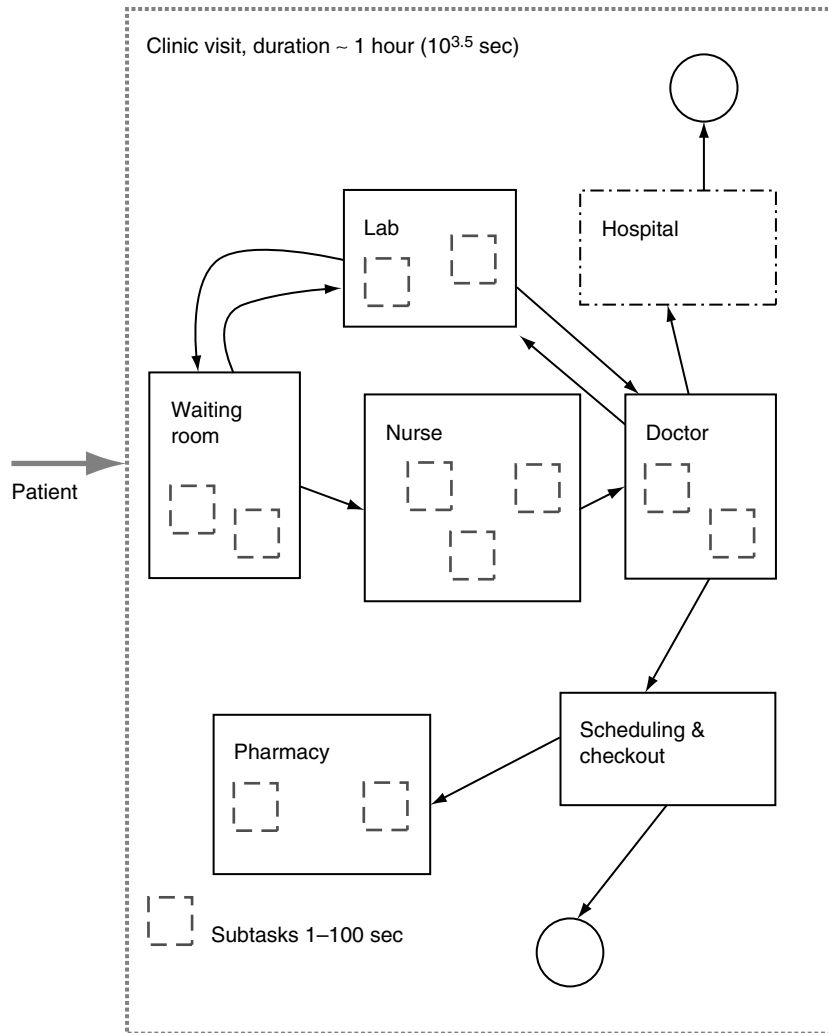 Clinic visit, duration ~ 1 hour (10^3.5 sec)
Lab
Hospital
Waiting
room
Nurse
Doctor
Patient
Scheduling &
checkout
Pharmacy
Subtasks 1–100 sec